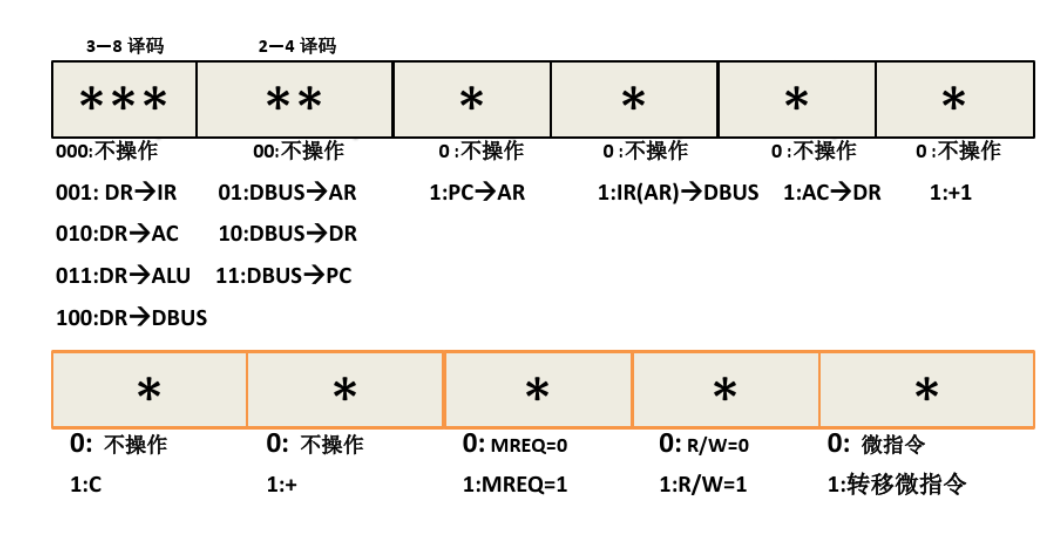 3—8 译码 2—4 译码
*** ** * * * *
000:不操作 00:不操作 0 :不操作 0 :不操作 0 :不操作 0 :不操作
001: DR→IR 01:DBUS→AR 1:PC→AR 1:IR(AR)→DBUS 1:AC→DR 1:+1
010:DR→AC 10:DBUS→DR
011:DR→ALU 11:DBUS→PC
100:DR→DBUS
* * * * *
0: 不操作 0: 不操作 0: MREQ=0 0: R/W=0 0: 微指令
1:C 1:+ 1:MREQ=1 1:R/W=1 1:转移微指令